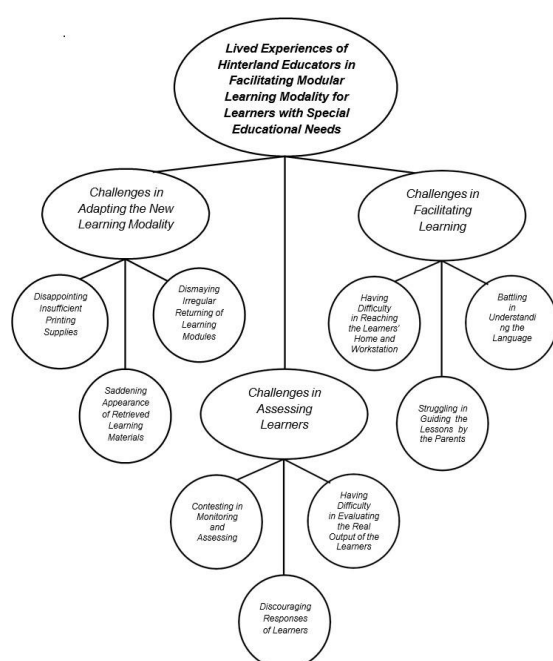 Lived Experiences of
Hinterland Educators in
Facilitating Modular
Learning Modality for
Learners with Special
Educational Needs
Challenges in
Adapting the New
Learning Modality
Challenges in
Facilitating
Learning
Disappointing
Insufficient
Printing
Supplies
Dismaying
Irregular
Returning of
Learning
Modules
Saddening
Appearance
of Retrieved
Learning
Materials
Having
Difficulty
in Reaching
the Learners'
Home and
Workstation
Battling
in
Understandi
ng the
Language
Struggling in
Guiding the
Lessons by
the Parents
Challenges in
Assessing
Learners
Contesting in
Monitoring
and
Assessing
Having
Difficulty
in Evaluating
the Real
Output of the
Learners
Discouraging
Responses
of Learners